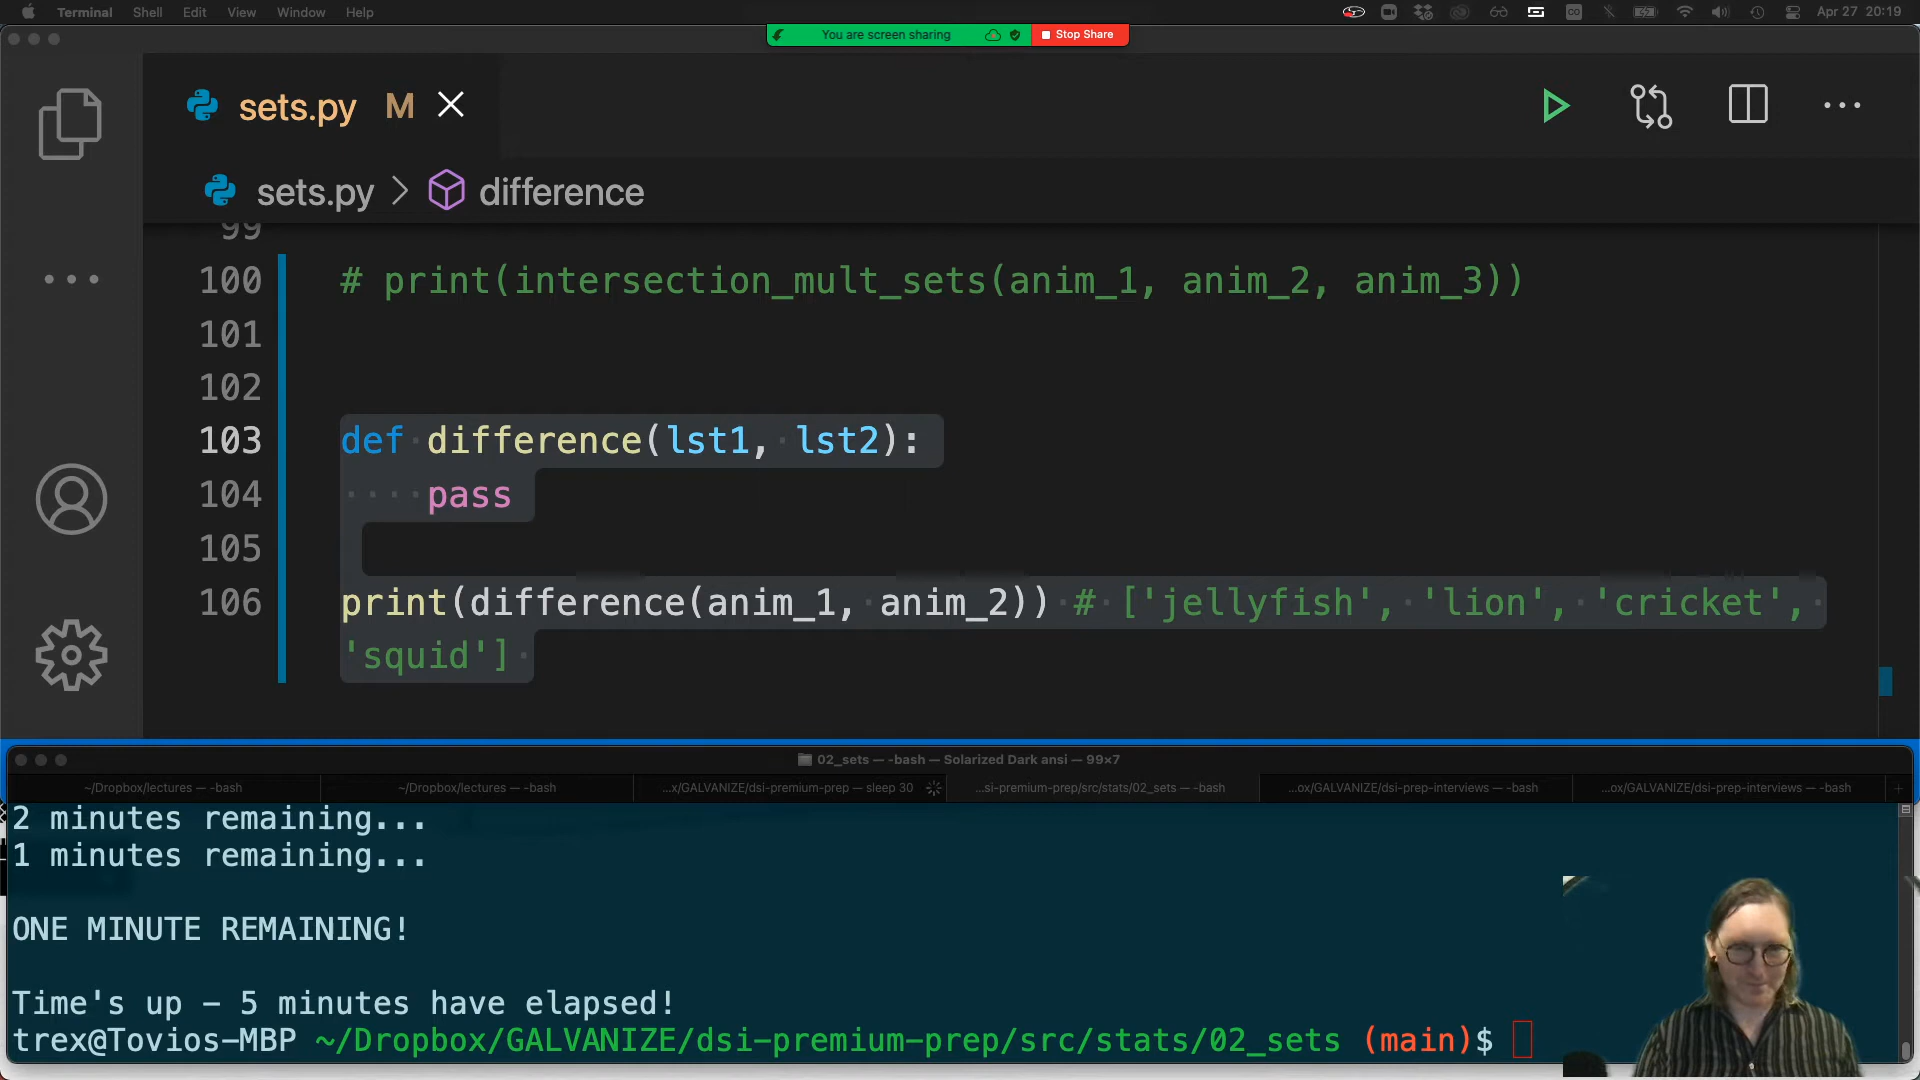 Terminal Shell Edit View Window Help Apr 27 20:19
You are screen sharing Stop Share
sets.py M
sets.py > difference
99
100 # print(intersection_mult_sets(anim_1, anim_2, anim_3))
101
102
103 def difference(lst1, lst2):
104 pass
105
106 print(difference(anim_1, anim_2)) # ['jellyfish', 'lion', 'cricket',
'squid']
02_sets — -bash — Solarized Dark ansi — 99×7
~/Dropbox/lectures — -bash ~/Dropbox/lectures — -bash ...x/GALVANIZE/dsi-premium-prep — sleep 30 ...si-premium-prep/src/stats/02_sets — -bash ...ox/GALVANIZE/dsi-prep-interviews — -bash ...ox/GALVANIZE/dsi-prep-interviews — -bash
2 minutes remaining...
1 minutes remaining...
ONE MINUTE REMAINING!
Time's up - 5 minutes have elapsed!
trex@Tovios-MBP ~/Dropbox/GALVANIZE/dsi-premium-prep/src/stats/02_sets (main)$